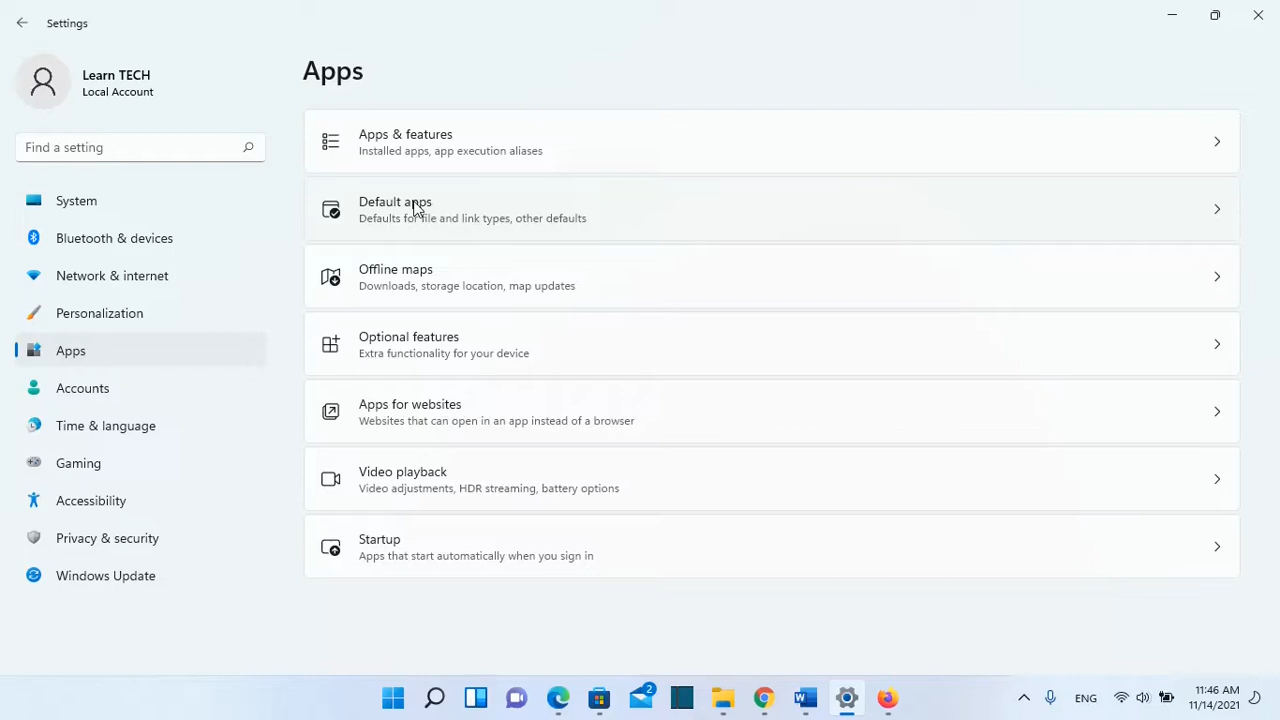 Settings
Learn TECH
Local Account
Find a setting
System
Bluetooth & devices
Network & internet
Personalization
Apps
Accounts
Time & language
Gaming
Accessibility
Privacy & security
Windows Update
Apps
Apps & features
Installed apps, app execution aliases
Default apps
Defaults for file and link types, other defaults
Offline maps
Downloads, storage location, map updates
Optional features
Extra functionality for your device
Apps for websites
Websites that can open in an app instead of a browser
Video playback
Video adjustments, HDR streaming, battery options
Startup
Apps that start automatically when you sign in
2
ENG
11:46 AM
11/14/2021